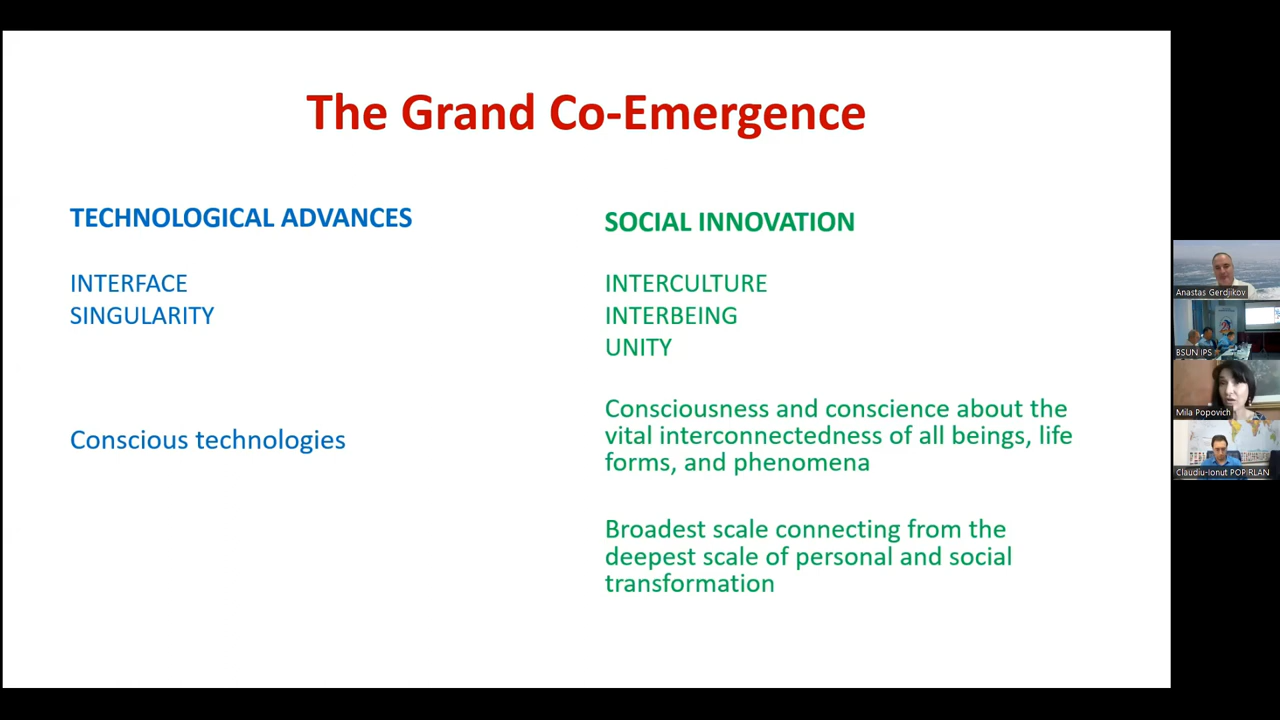 The Grand Co-Emergence
TECHNOLOGICAL ADVANCES
INTERFACE
SINGULARITY
Conscious technologies
SOCIAL INNOVATION
INTERCULTURE
INTERBEING
UNITY
Consciousness and conscience about the
vital interconnectedness of all beings, life
forms, and phenomena
Broadest scale connecting from the
deepest scale of personal and social
transformation
Anastas Gerdjikov
BSUN IPS
Mila Popovich
Claudiu-Ionut POP RLAN